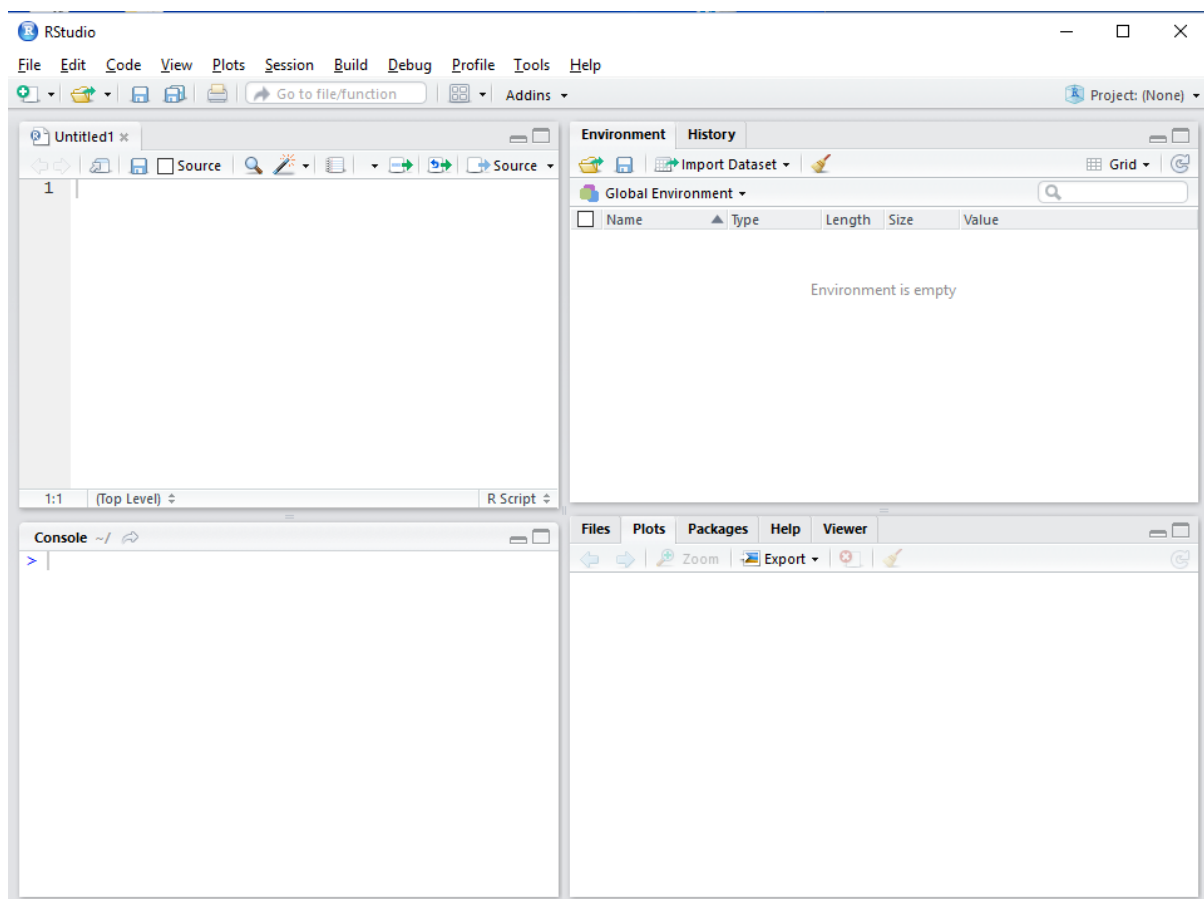 RStudio
File Edit Code View Plots Session Build Debug Profile Tools Help
Go to file/function Addins Project: (None)
Untitled1
Source Source
1
1:1 (Top Level) R Script
Console ~/
>
Environment History
Import Dataset Grid
Global Environment
Name Type Length Size Value
Environment is empty
Files Plots Packages Help Viewer
Zoom Export